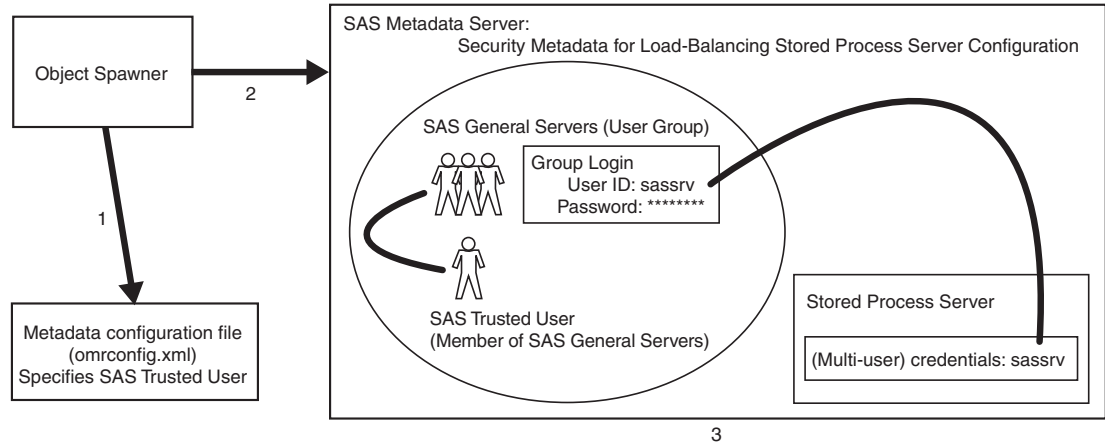 SAS Metadata Server:
Security Metadata for Load-Balancing Stored Process Server Configuration
Object Spawner
2
SAS General Servers (User Group)
Group Login
User ID: sassrv
Password: ********
1
Metadata configuration file
(omrconfig.xml)
Specifies SAS Trusted User
SAS Trusted User
(Member of SAS General Servers)
Stored Process Server
(Multi-user) credentials: sassrv
3